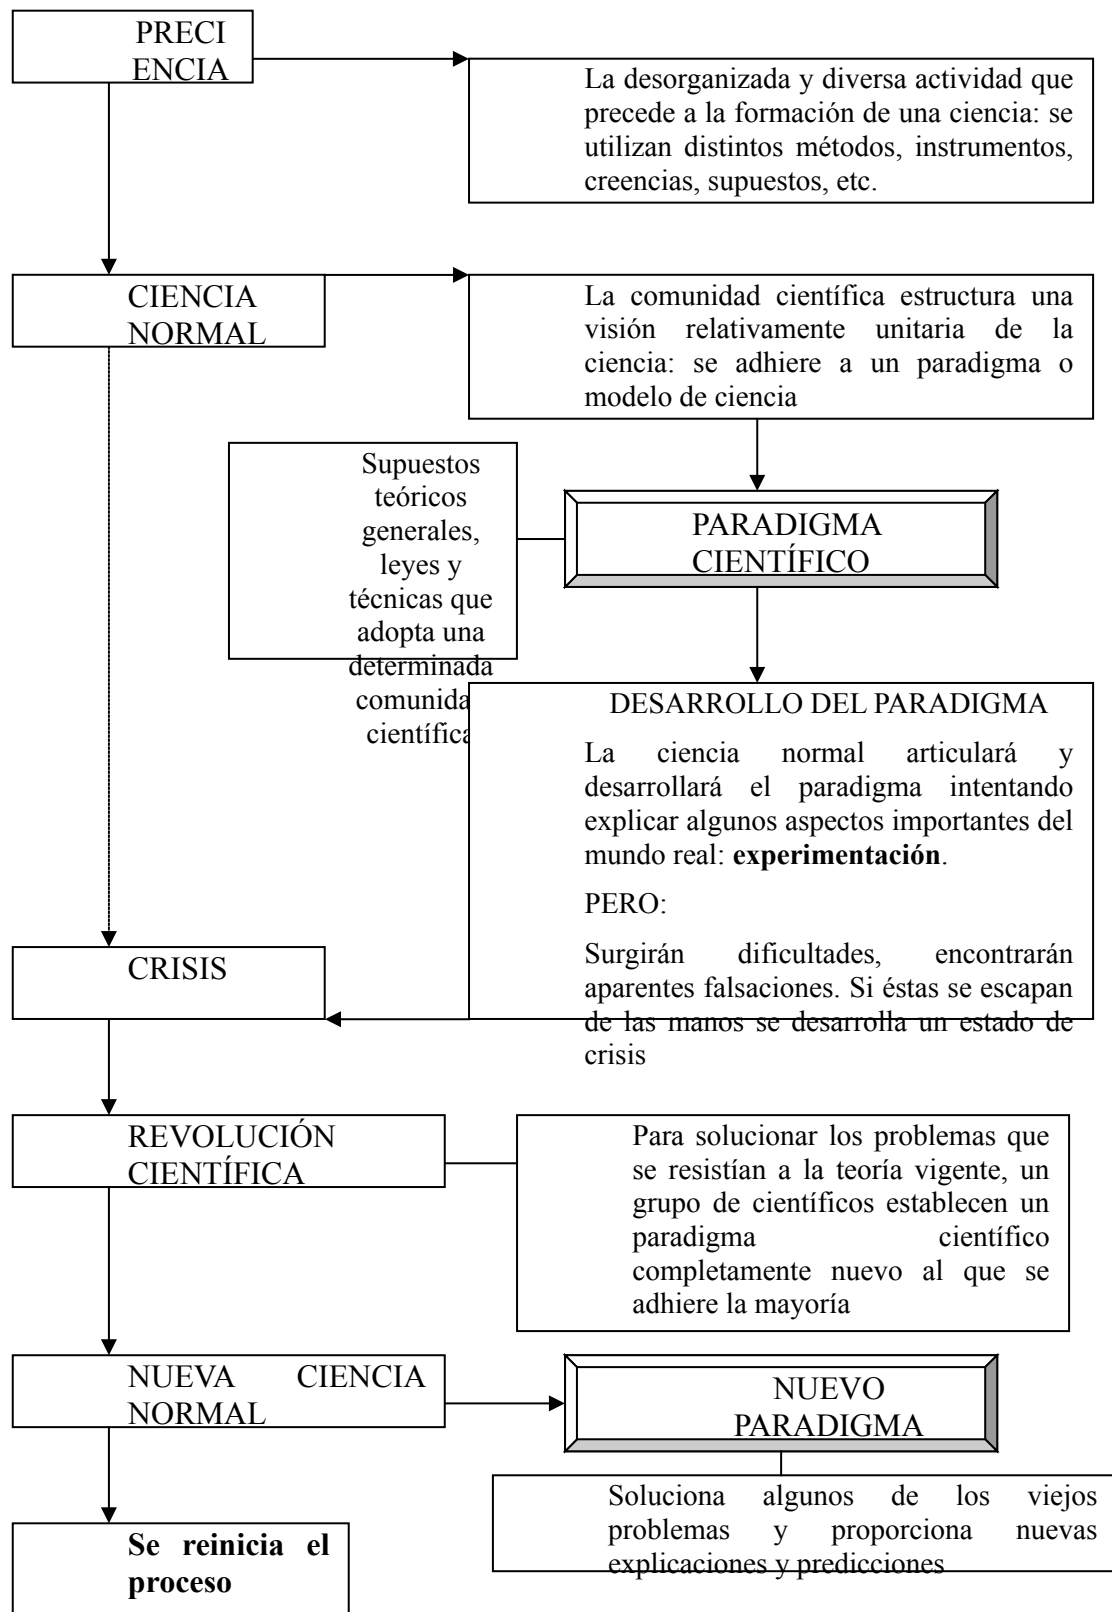 PRECI
ENCIA
La desorganizada y diversa actividad que
precede a la formación de una ciencia: se
utilizan distintos métodos, instrumentos,
creencias, supuestos, etc.
CIENCIA
NORMAL
La comunidad científica estructura una
visión relativamente unitaria de la
ciencia: se adhiere a un paradigma o
modelo de ciencia
Supuestos
teóricos
generales,
leyes y
técnicas que
adopta una
determinada
comunida
científica
PARADIGMA
CIENTÍFICO
DESARROLLO DEL PARADIGMA
La ciencia normal articulará y
desarrollará el paradigma intentando
explicar algunos aspectos importantes del
mundo real: experimentación.
PERO:
Surgirán dificultades, encontrarán
aparentes falsaciones. Si éstas se escapan
de las manos se desarrolla un estado de
crisis
CRISIS
REVOLUCIÓN
CIENTÍFICA
Para solucionar los problemas que
se resistían a la teoría vigente, un
grupo de científicos establecen un
paradigma científico
completamente nuevo al que se
adhiere la mayoría
NUEVA CIENCIA
NORMAL
NUEVO
PARADIGMA
Soluciona algunos de los viejos
problemas y proporciona nuevas
explicaciones y predicciones
Se reinicia el
proceso